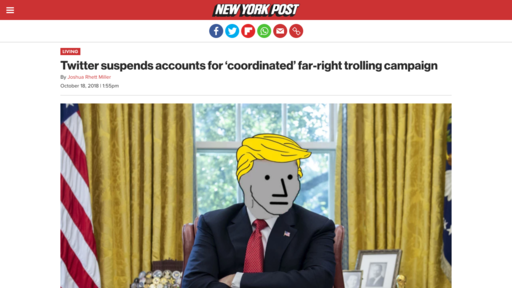 NEW YORK POST
LIVING
Twitter suspends accounts for ‘coordinated’ far-right trolling campaign
By Joshua Rhett Miller
October 18, 2018 | 1:55pm